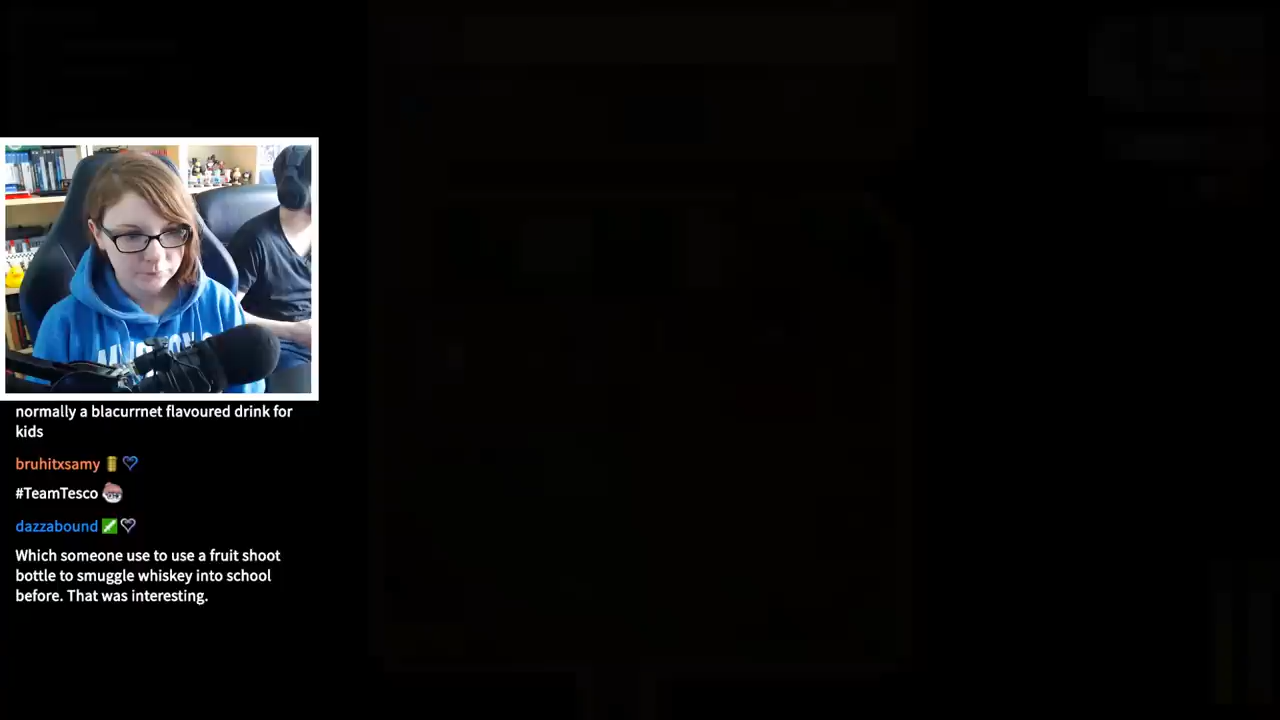 normally a blacurrnet flavoured drink for
kids
bruhitxsamy
#TeamTesco
dazzabound
Which someone use to use a fruit shoot
bottle to smuggle whiskey into school
before. That was interesting.